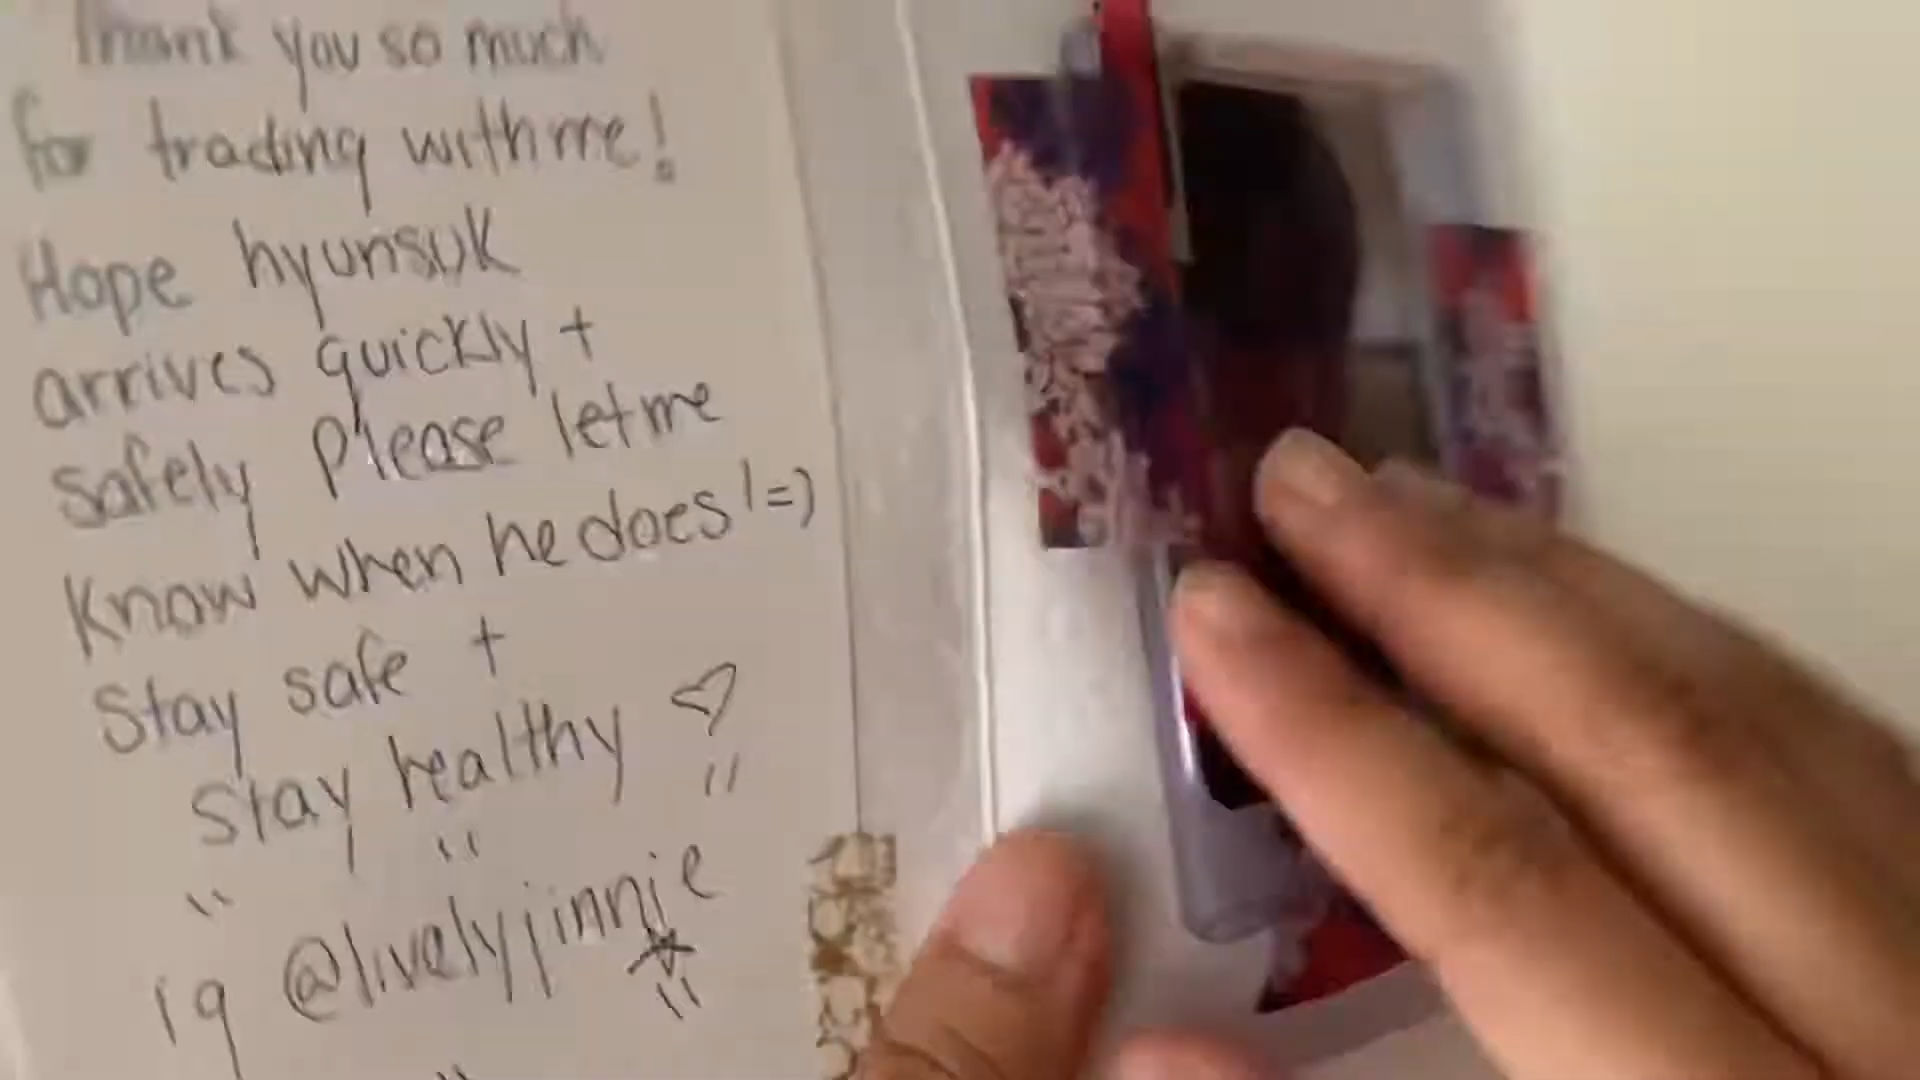 Thank you so much
for trading with me!
Hope hyunsuk
arrives quickly +
safely please let me
Know when he does! =)
Stay safe +
Stay healthy ♡
ig @livelyjinnie